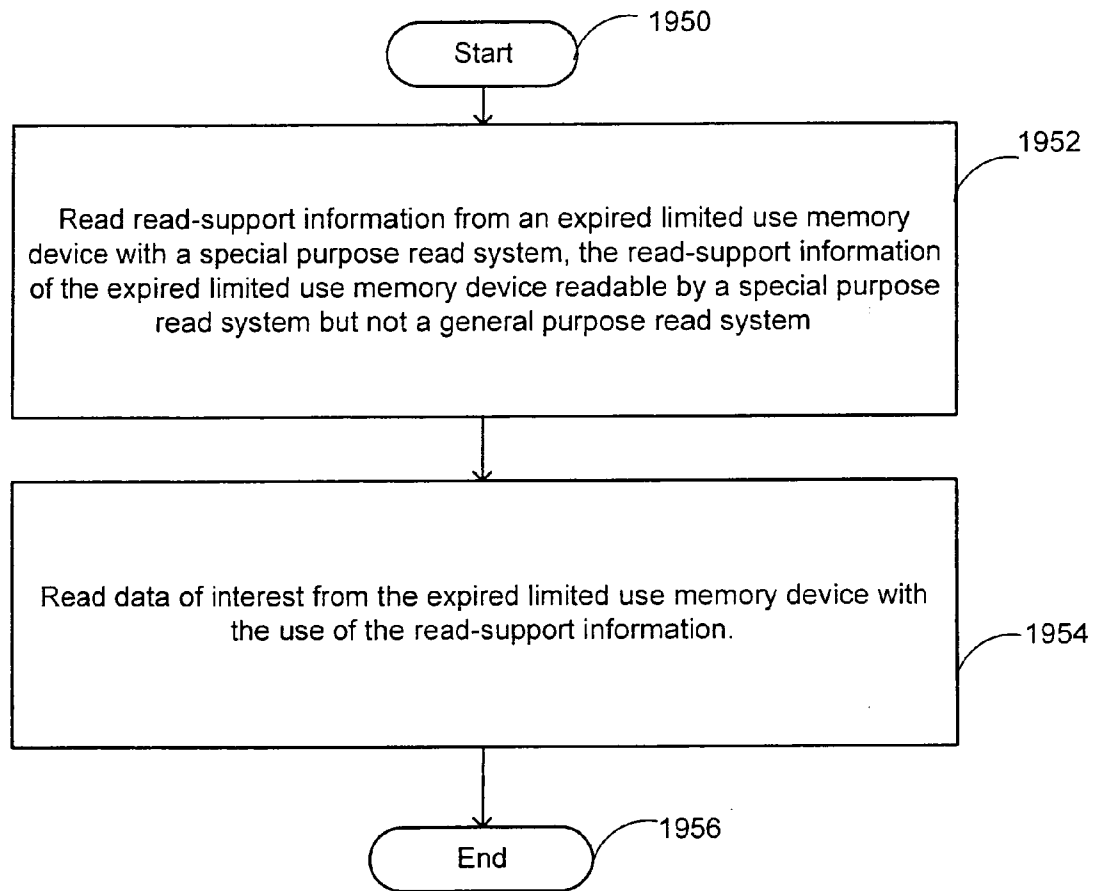 Start
1950
1952
Read read-support information from an expired limited use memory
device with a special purpose read system, the read-support information
of the expired limited use memory device readable by a special purpose
read system but not a general purpose read system
Read data of interest from the expired limited use memory device with
the use of the read-support information.
1954
End
1956